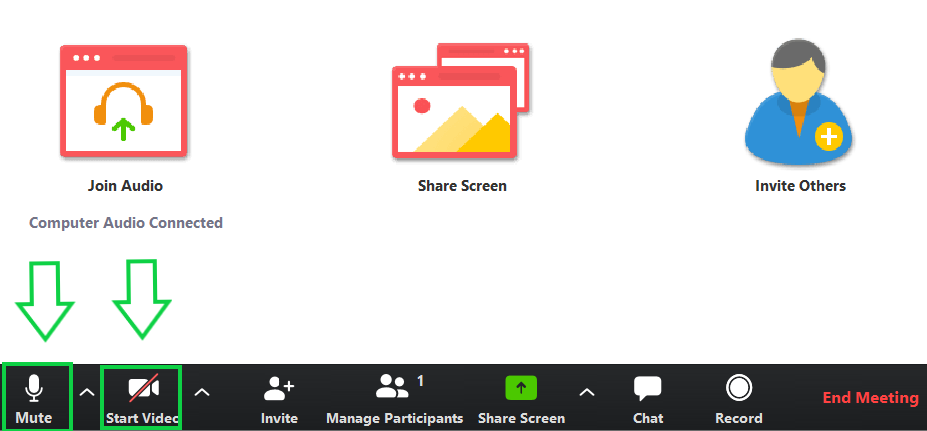 Join Audio
Share Screen
Invite Others
Computer Audio Connected
1
Mute
Start Video
Invite
Manage Participants
Share Screen
Chat
Record
End Meeting